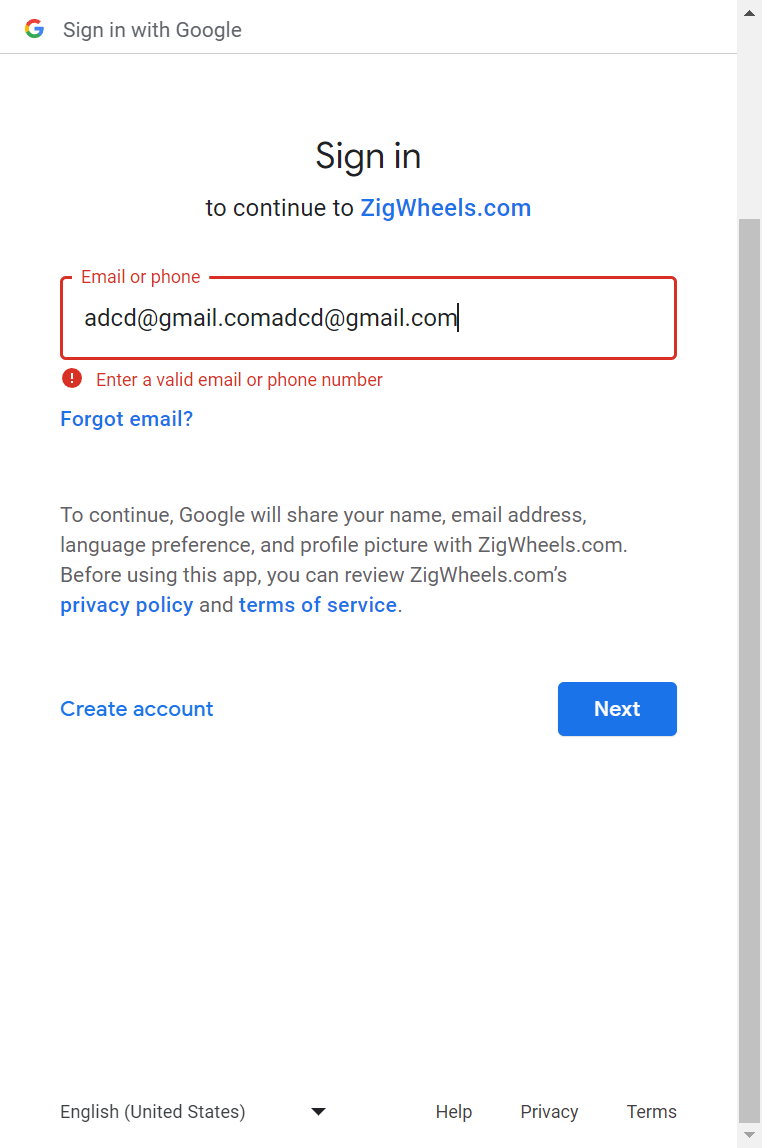 Sign in with Google
Sign in
to continue to ZigWheels.com
Email or phone
adcd@gmail.comadcd@gmail.com
Enter a valid email or phone number
Forgot email?
To continue, Google will share your name, email address,
language preference, and profile picture with ZigWheels.com.
Before using this app, you can review ZigWheels.com’s
privacy policy and terms of service.
Create account
Next
English (United States)
Help
Privacy
Terms